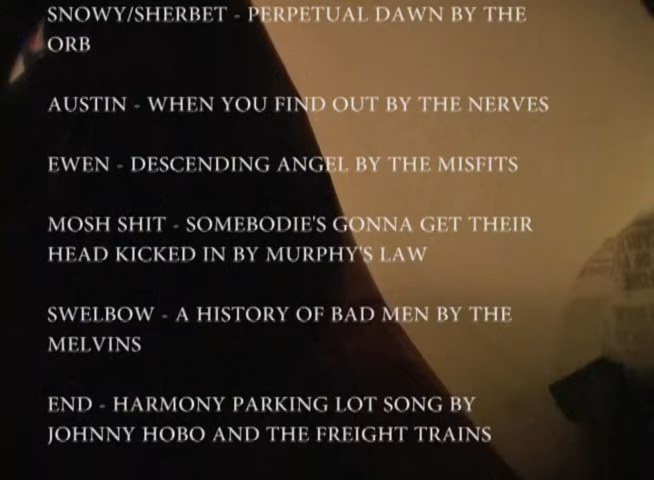 SNOWY/SHERBET - PERPETUAL DAWN BY THE
ORB
AUSTIN - WHEN YOU FIND OUT BY THE NERVES
EWEN - DESCENDING ANGEL BY THE MISFITS
MOSH SHIT - SOMEBODIE'S GONNA GET THEIR
HEAD KICKED IN BY MURPHY'S LAW
SWELBOW - A HISTORY OF BAD MEN BY THE
MELVINS
END - HARMONY PARKING LOT SONG BY
JOHNNY HOBO AND THE FREIGHT TRAINS